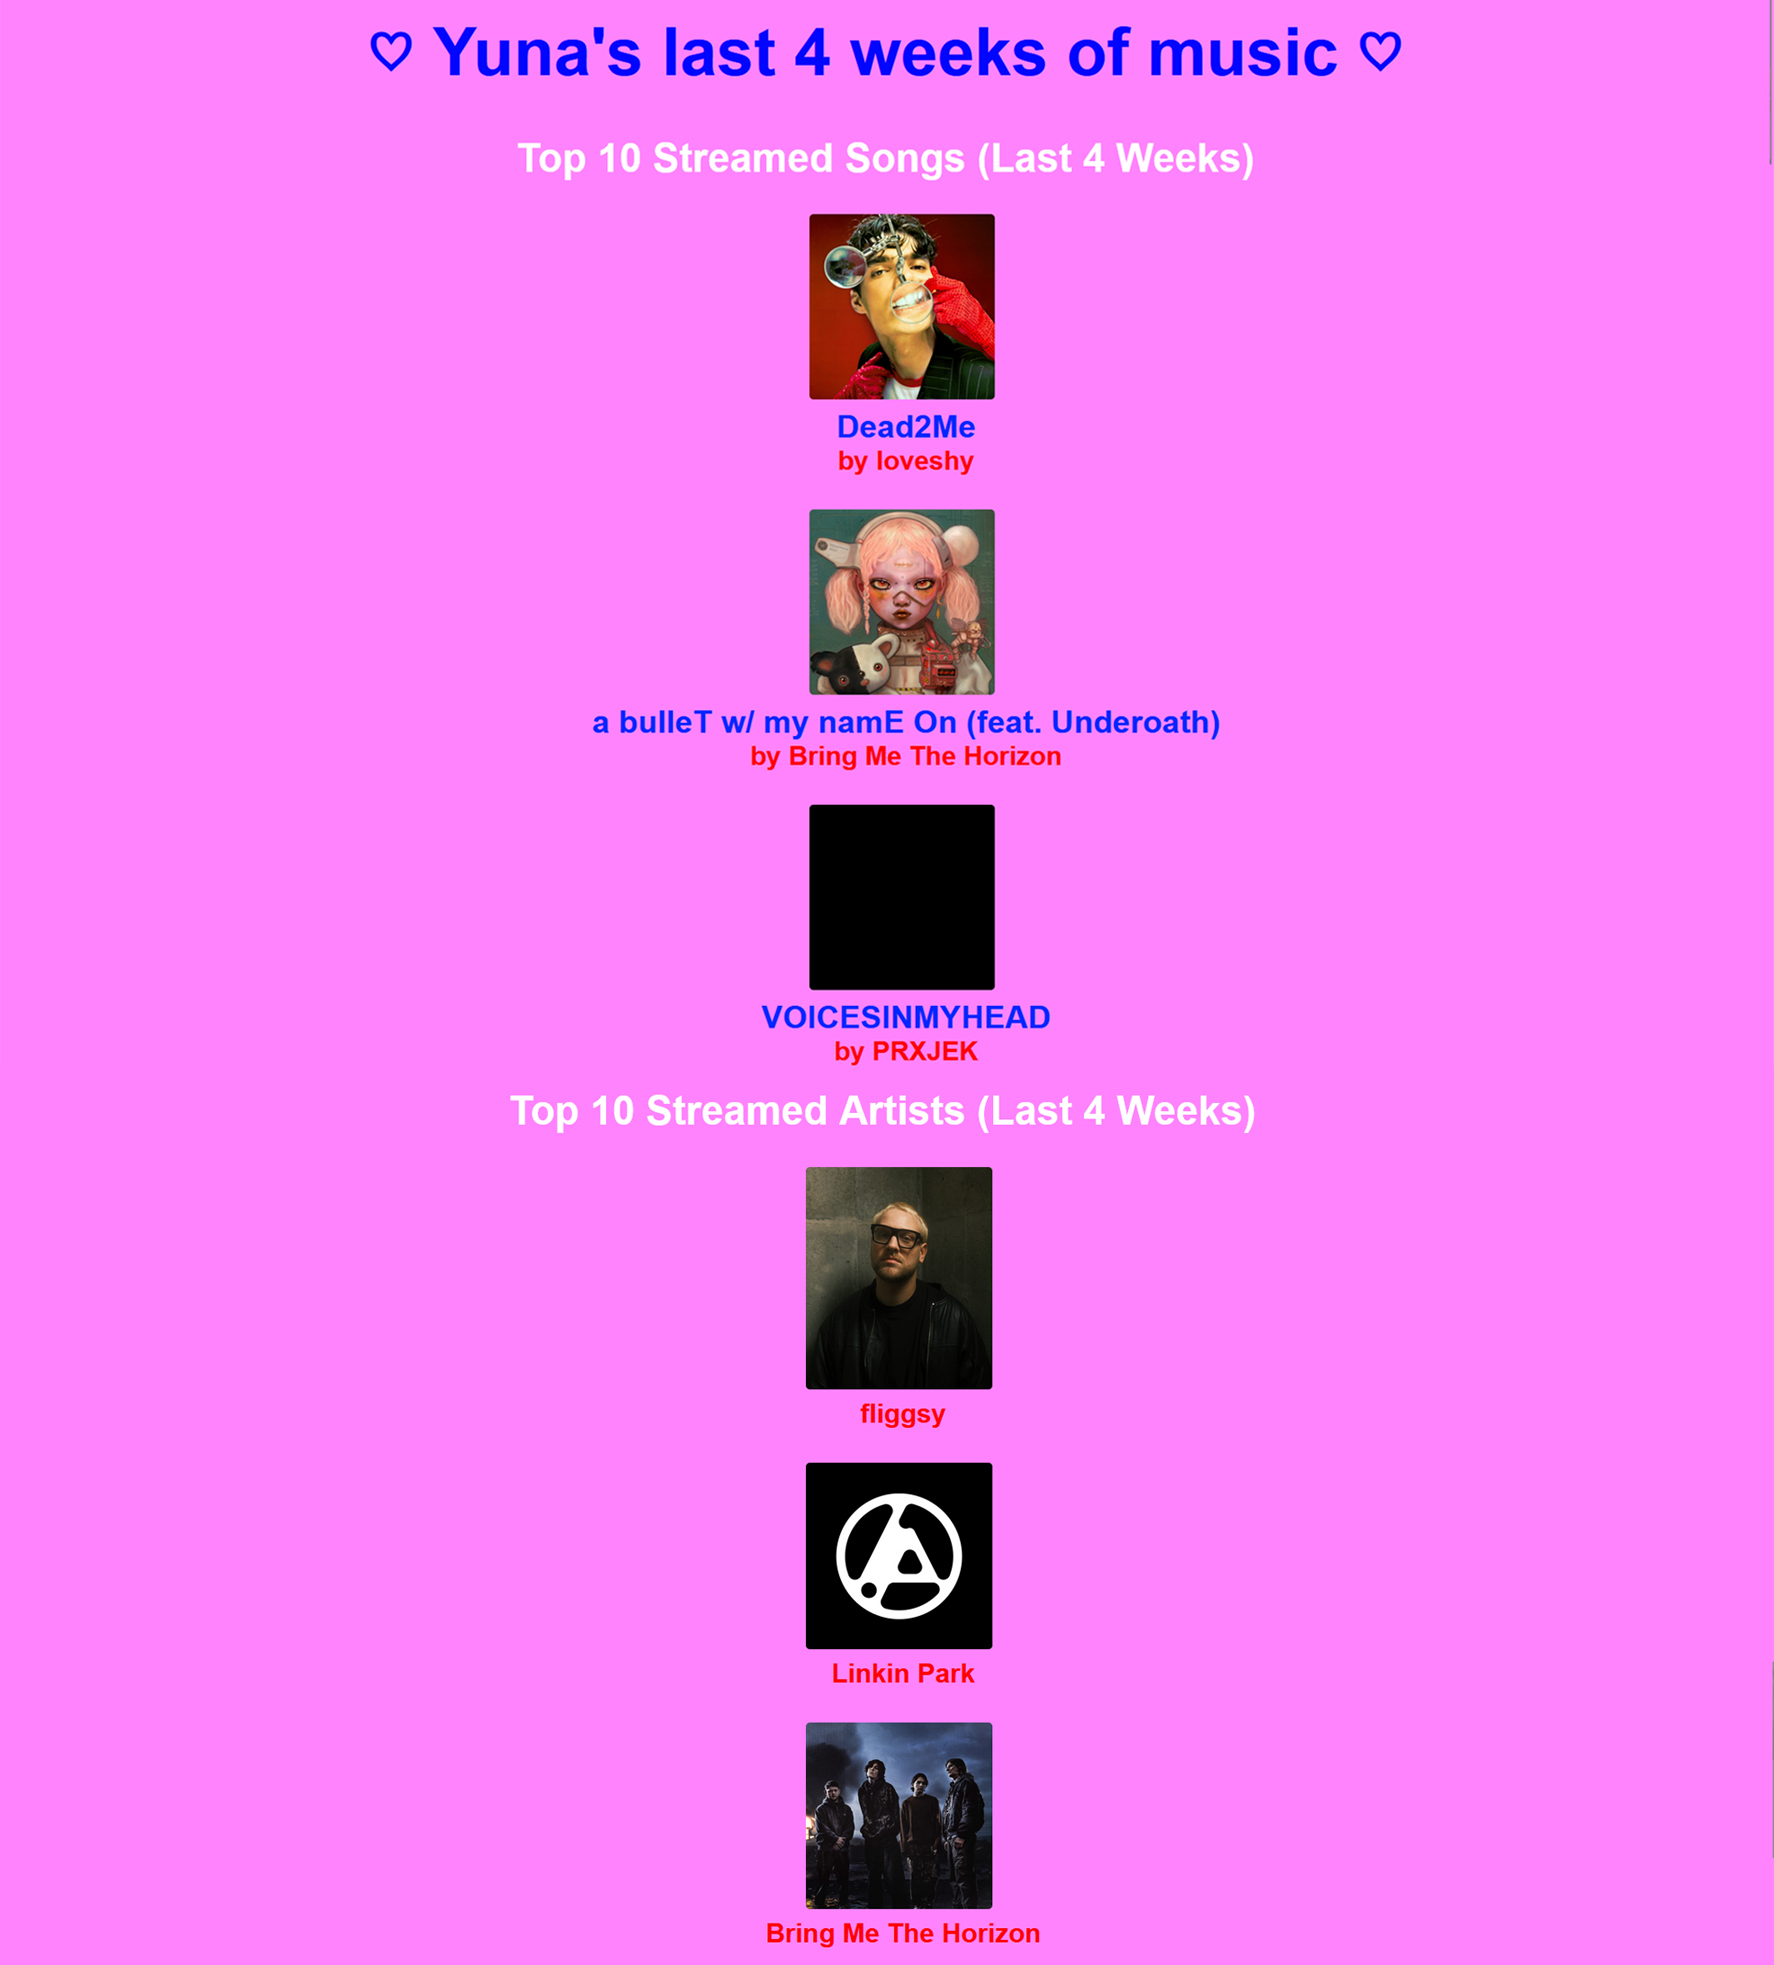 ♡ Yuna's last 4 weeks of music ♡
Top 10 Streamed Songs (Last 4 Weeks)
Dead2Me
by loveshy
a bulleT w/ my namE On (feat. Underoath)
by Bring Me The Horizon
VOICESINMYHEAD
by PRXJEK
Top 10 Streamed Artists (Last 4 Weeks)
fliggsy
Linkin Park
Bring Me The Horizon